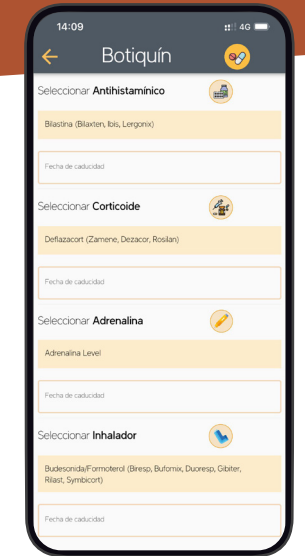 14:09
4G
Botiquín
Seleccionar Antihistamínico
Bilastina (Bilaxten, Ibis, Lergonix)
Fecha de caducidad
Seleccionar Corticoide
Deflazacort (Zamene, Dezacor, Rosilan)
Fecha de caducidad
Seleccionar Adrenalina
Adrenalina Level
Fecha de caducidad
Seleccionar Inhalador
Budesonida/Formoterol (Biresp, Bufomix, Duoresp, Gibiter,
Rilast, Symbicort)
Fecha de caducidad